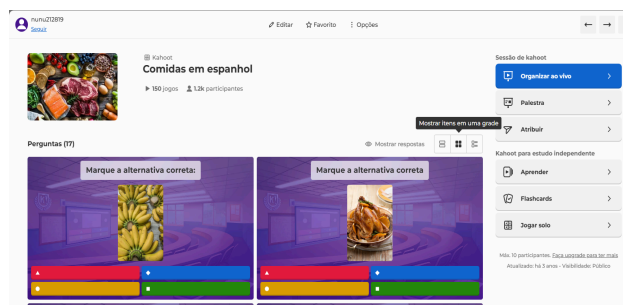 nunu212819
Seguir
Editar
Favorito
Opções
Kahoot
Comidas em espanhol
150 jogos
1.2k participantes
Sessão de kahoot
Organizar ao vivo
Palestra
Atribuir
Mostrar itens em uma grade
Perguntas (17)
Mostrar respostas
Kahoot para estudo independente
Aprender
Flashcards
Jogar solo
Marque a alternativa correta:
Marque a alternativa correta
Máx. 10 participantes. Faça upgrade para ter mais
Atualizado: há 3 anos - Visibilidade: Público